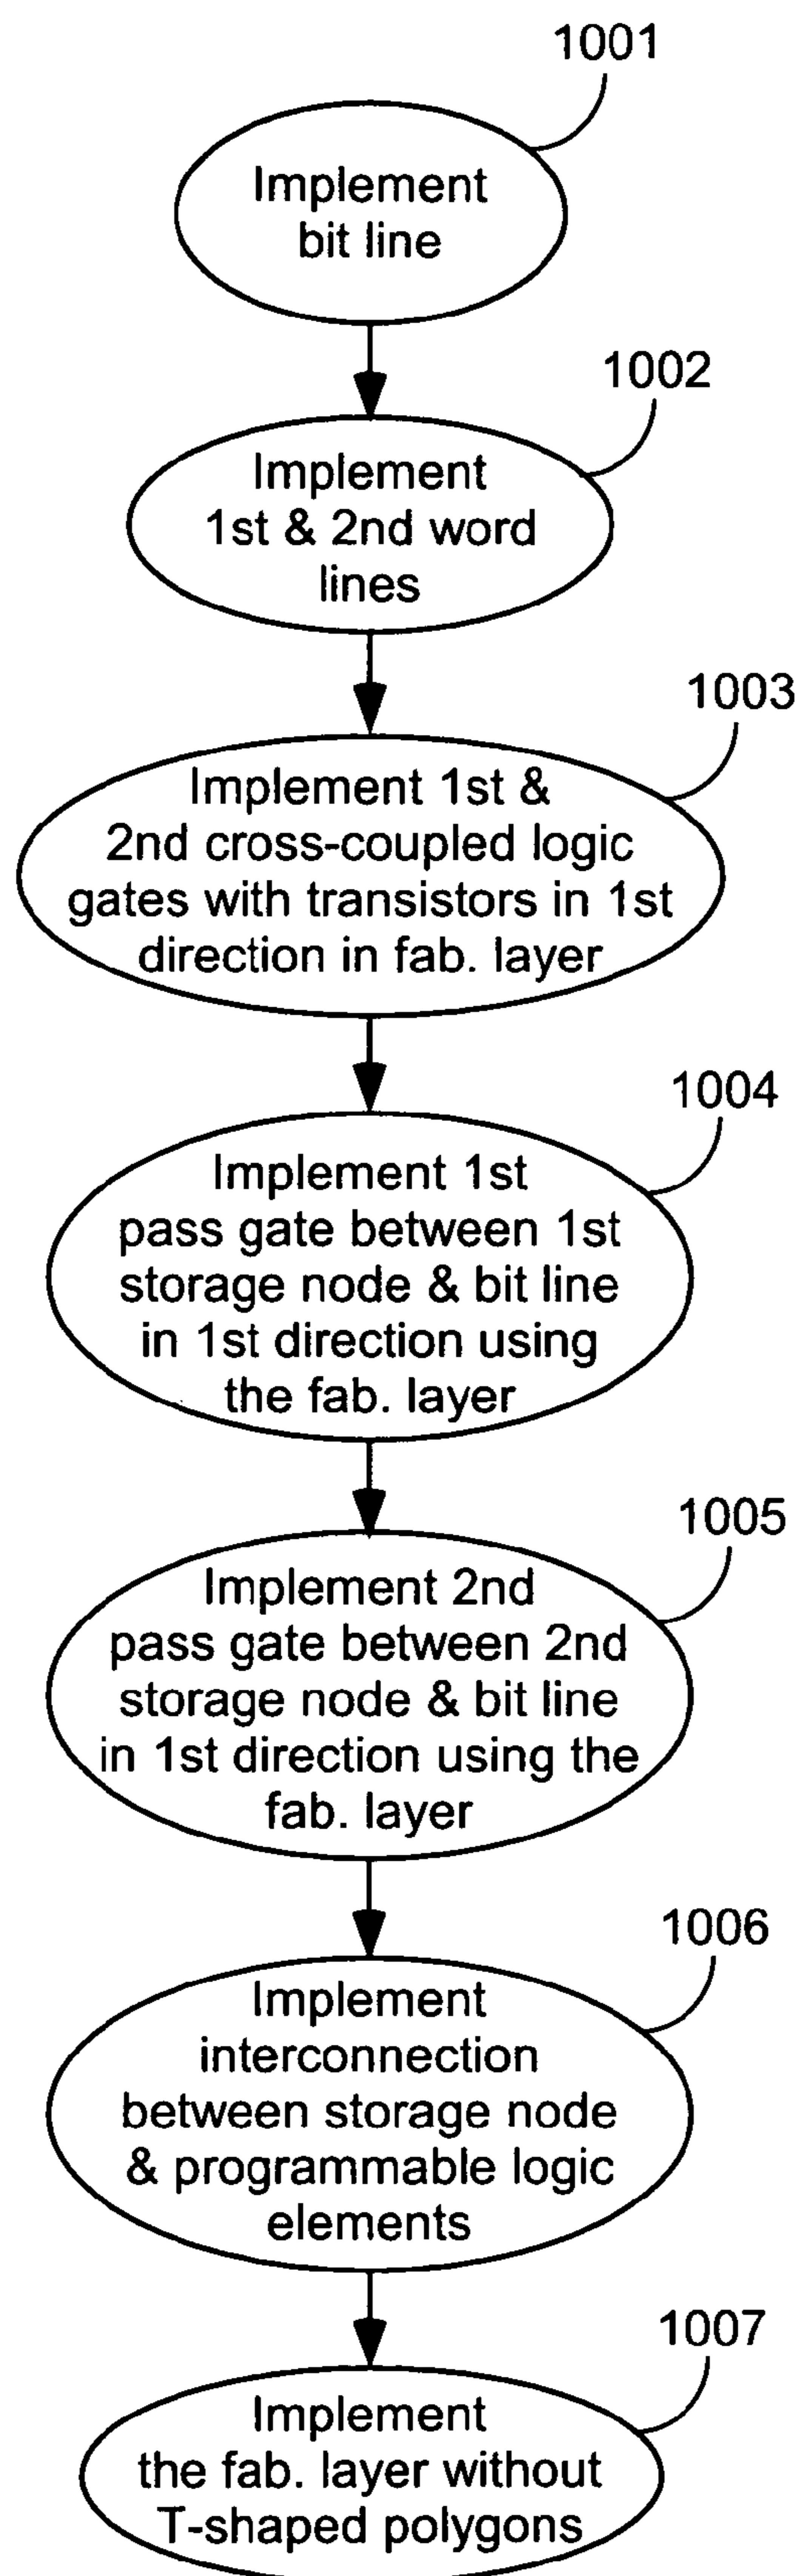 1001
Implement
bit line
1002
Implement
1st & 2nd word
lines
1003
Implement 1st &
2nd cross-coupled logic
gates with transistors in 1st
direction in fab. layer
1004
Implement 1st
pass gate between 1st
storage node & bit line
in 1st direction using
the fab. layer
1005
Implement 2nd
pass gate between 2nd
storage node & bit line
in 1st direction using the
fab. layer
1006
Implement
interconnection
between storage node
& programmable logic
elements
1007
Implement
the fab. layer without
T-shaped polygons